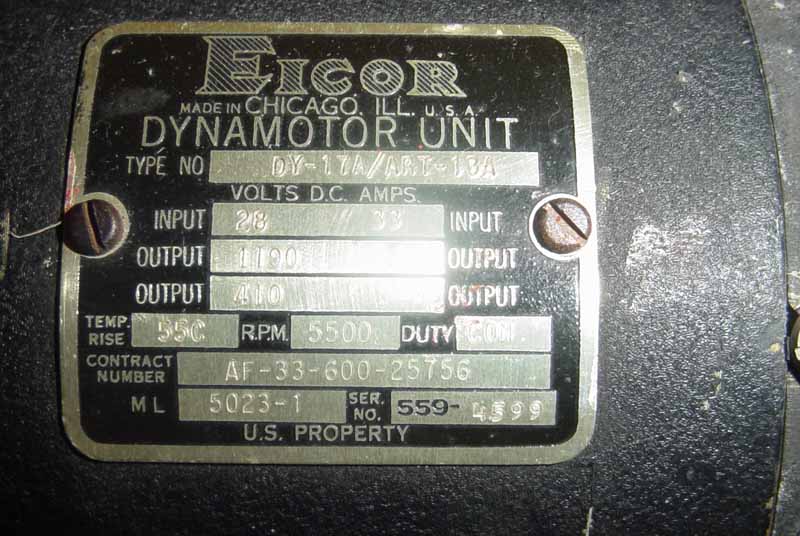 EICOR
MADE IN CHICAGO, ILL. U.S.A.
DYNAMOTOR UNIT
TYPE NO DY-17A/ART-13A
VOLTS D.C. AMPS.
INPUT 28 33 INPUT
OUTPUT 1190 OUTPUT
OUTPUT 410 OUTPUT
TEMP. RISE 55C R.P.M. 5500 DUTY CON.
CONTRACT NUMBER AF-33-600-25756
ML 5023-1 SER. NO. 559-4599
U.S. PROPERTY